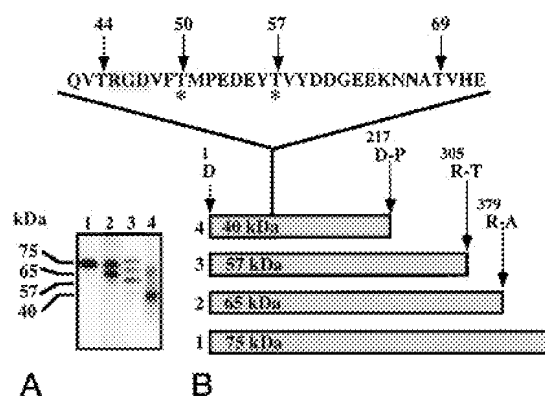 44 50 57 69
QVTRGDVFTMPEDEYTVYDDGEEKNNATVHE
* *
217
D-P
1
D
305
R-T
379
R-A
kDa 1 2 3 4
75
65
57
40
4 40 kDa
3 57 kDa
2 65 kDa
1 75 kDa
A B